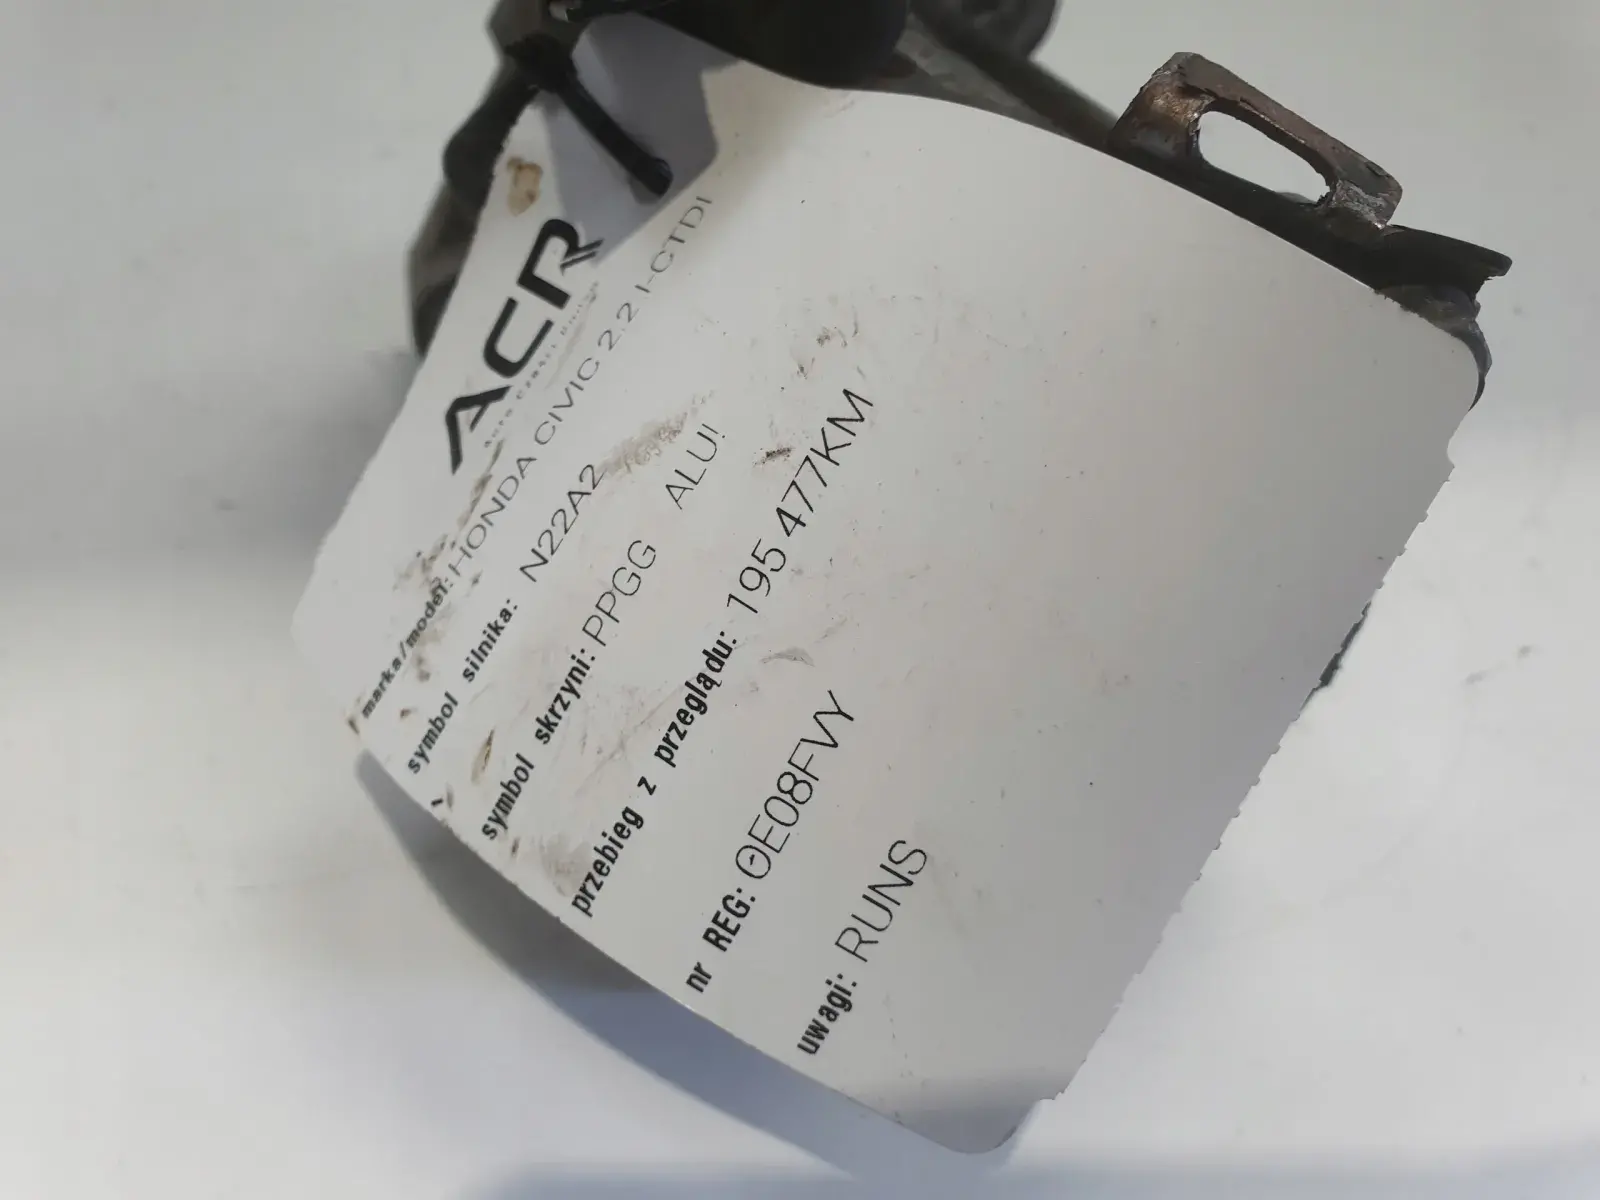 ACR
marka/model: HONDA CIVIC 2.2 I-CTDI
symbol silnika: N22A2
symbol skrzyni: PPGG ALU!
przebieg z przeglądu: 195 477KM
nr REG: OE08FVY
uwagi: RUNS